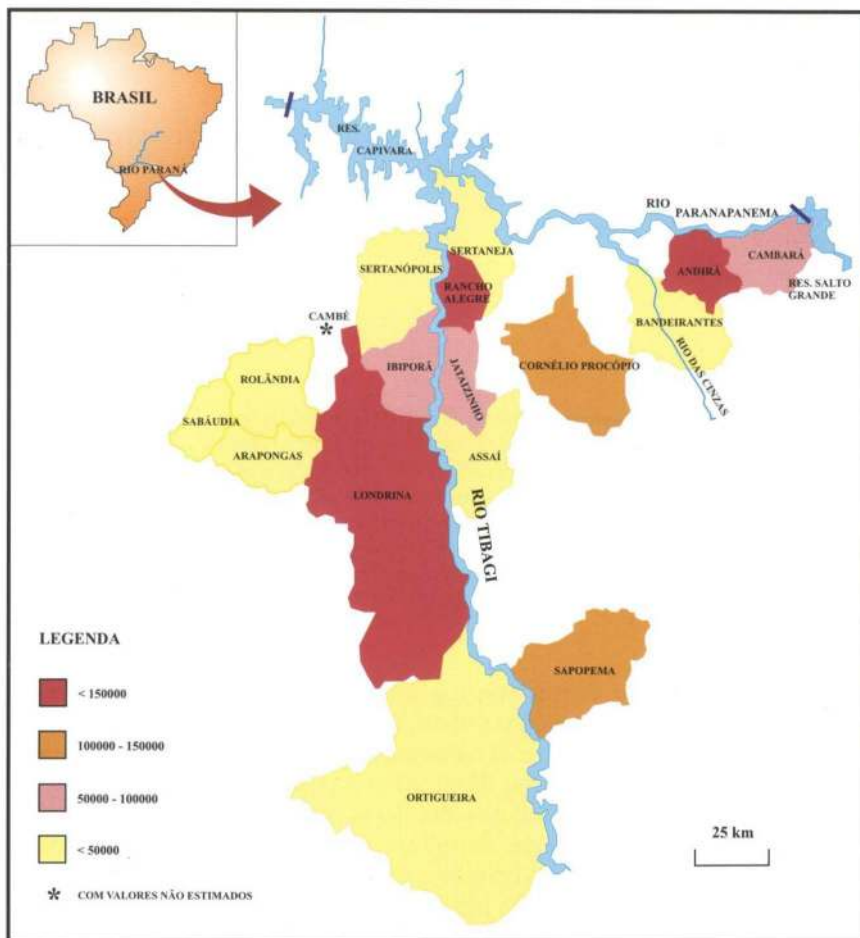 BRASIL
RIO PARANÁ
RES.
CAPIVARA
RIO
PARANAPANEMA
SERTANEJA
SERTANÓPOLIS
CAMBARÁ
ANDIRÁ
RANCHO
ALEGRE
RES. SALTO
GRANDE
CAMBÉ
*
BANDEIRANTES
IBIPORÃ
JATAIZINHO
CORNÉLIO PROCÓPIO
RIO DAS CINZAS
ROLÂNDIA
SABÁUDIA
ARAPONGAS
ASSAÍ
LONDRINA
RIO TIBAGI
LEGENDA
SAPOPEMA
< 150000
100000 - 150000
50000 - 100000
ORTIGUEIRA
25 km
< 50000
* COM VALORES NÃO ESTIMADOS